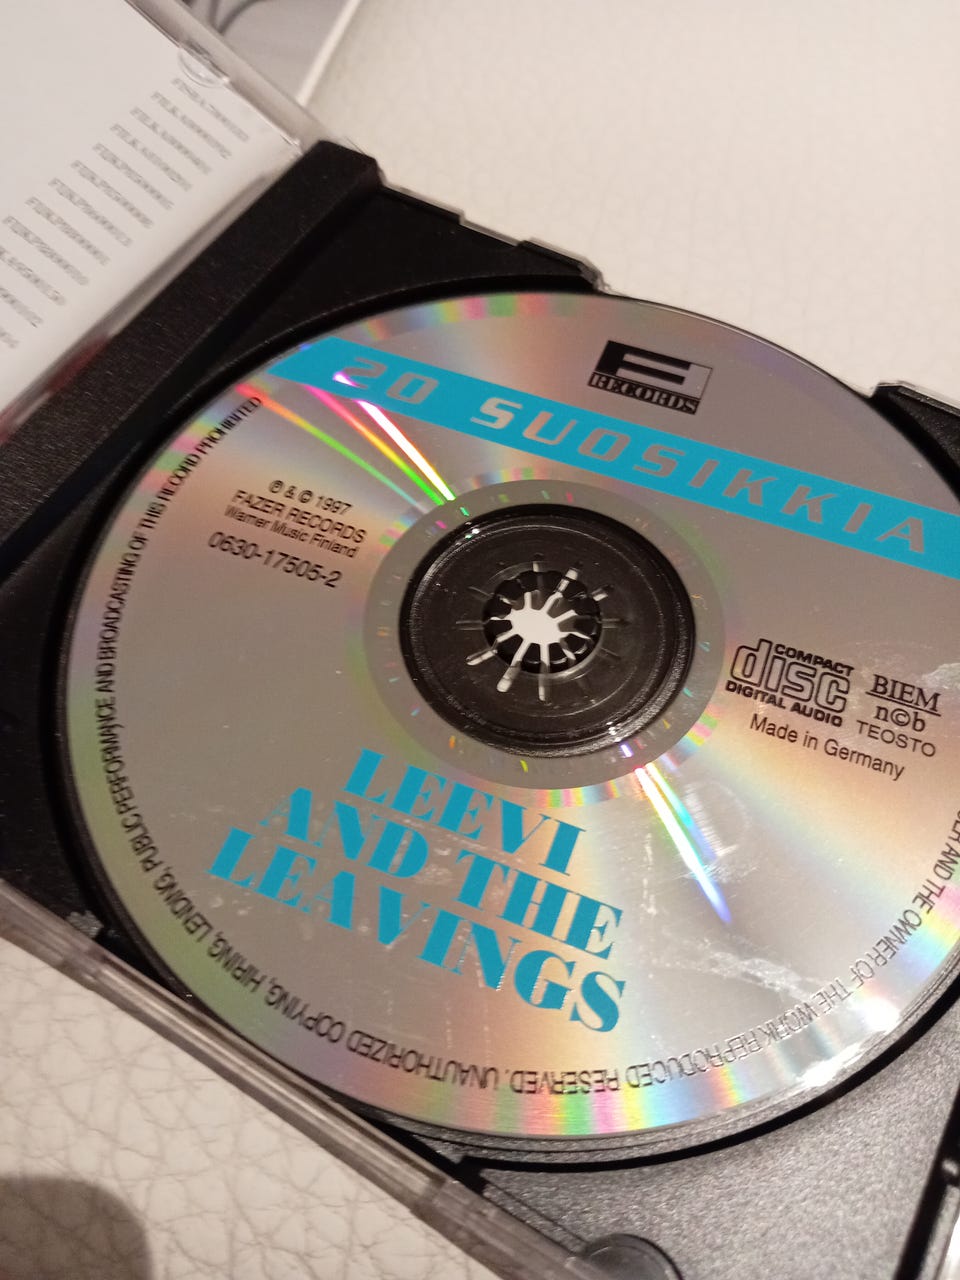 RECORDS
20 SUOSIKKIA
℗ & © 1997
FAZER RECORDS
Warner Music Finland
0630-17505-2
COMPACT
disc
DIGITAL AUDIO
BIEM
n©b
TEOSTO
Made in Germany
LEEVI
AND THE
LEAVINGS
AND THE OWNER OF THE WORK REPRODUCED RESERVED. UNAUTHORIZED COPYING, HIRING, LENDING, PUBLIC PERFORMANCE AND BROADCASTING OF THIS RECORD PROHIBITED